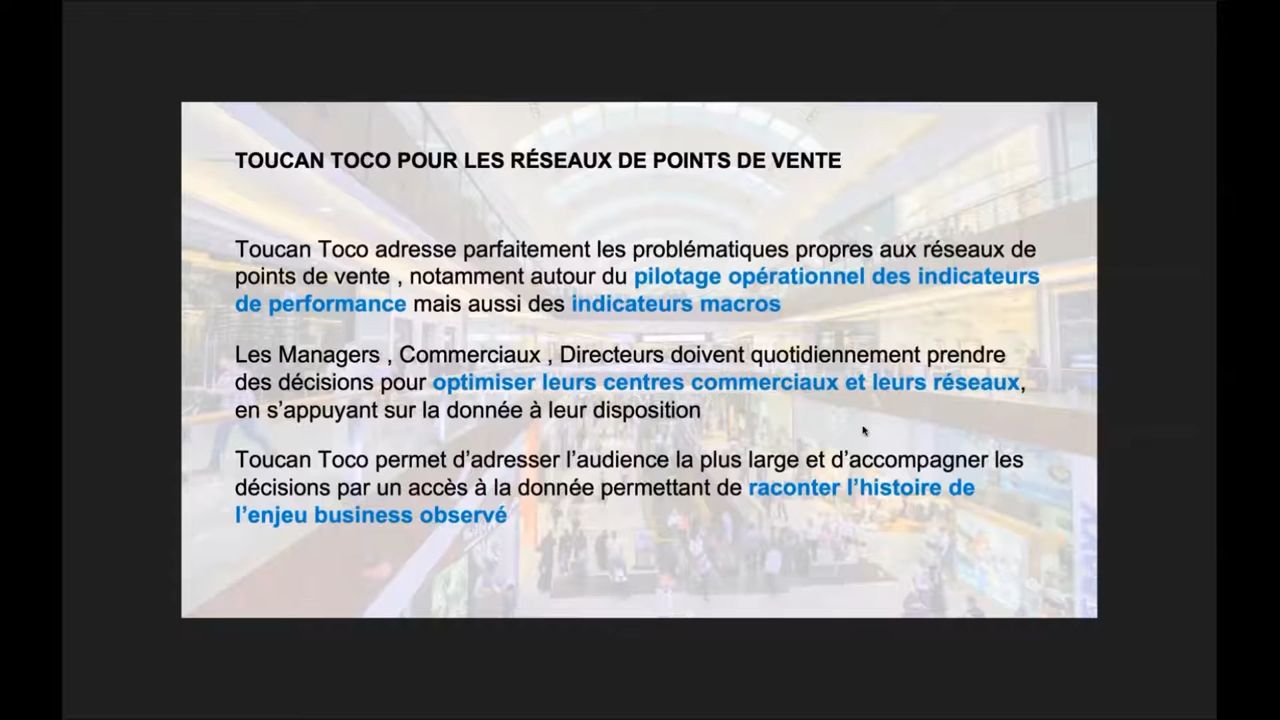 TOUCAN TOCO POUR LES RÉSEAUX DE POINTS DE VENTE
Toucan Toco adresse parfaitement les problématiques propres aux réseaux de
points de vente , notamment autour du pilotage opérationnel des indicateurs
de performance mais aussi des indicateurs macros
Les Managers , Commerciaux , Directeurs doivent quotidiennement prendre
des décisions pour optimiser leurs centres commerciaux et leurs réseaux,
en s’appuyant sur la donnée à leur disposition
Toucan Toco permet d’adresser l’audience la plus large et d’accompagner les
décisions par un accès à la donnée permettant de raconter l’histoire de
l’enjeu business observé